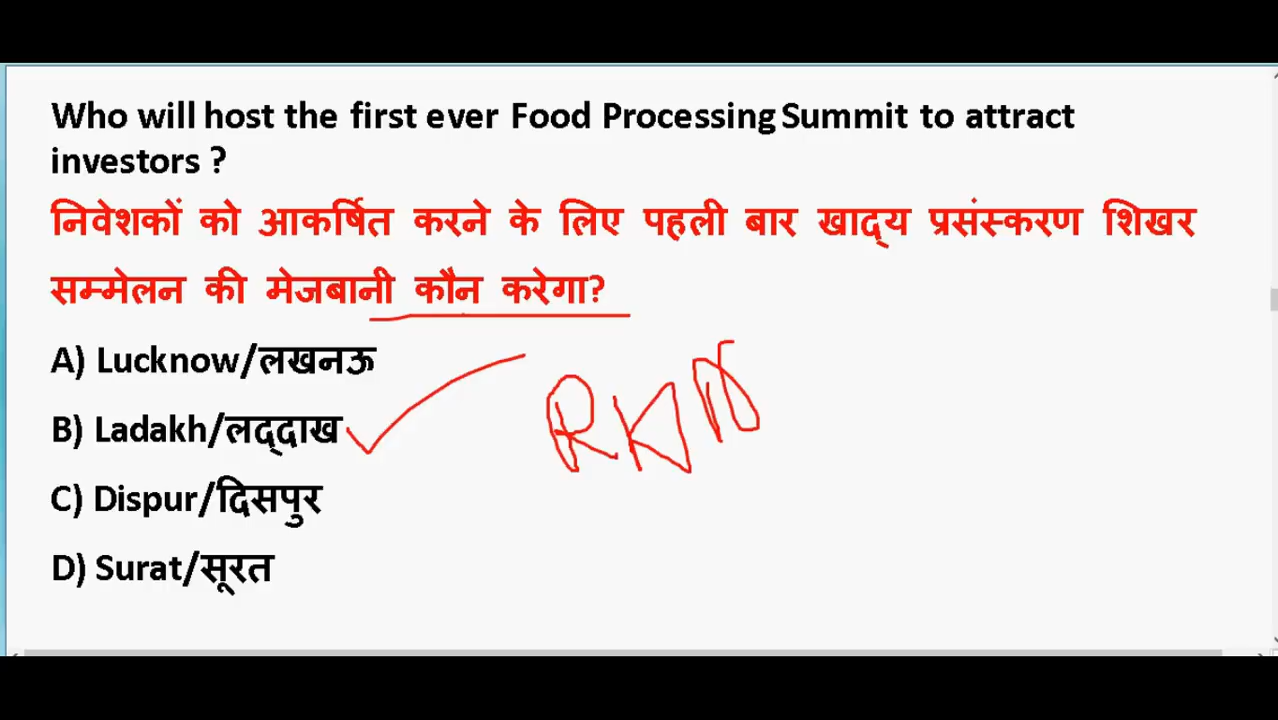 Who will host the first ever Food Processing Summit to attract
investors ?
निवेशकों को आकर्षित करने के लिए पहली बार खाद्य प्रसंस्करण शिखर
सम्मेलन की मेजबानी कौन करेगा?
A) Lucknow/लखनऊ
B) Ladakh/लद्दाख
C) Dispur/दिसपुर
D) Surat/सूरत